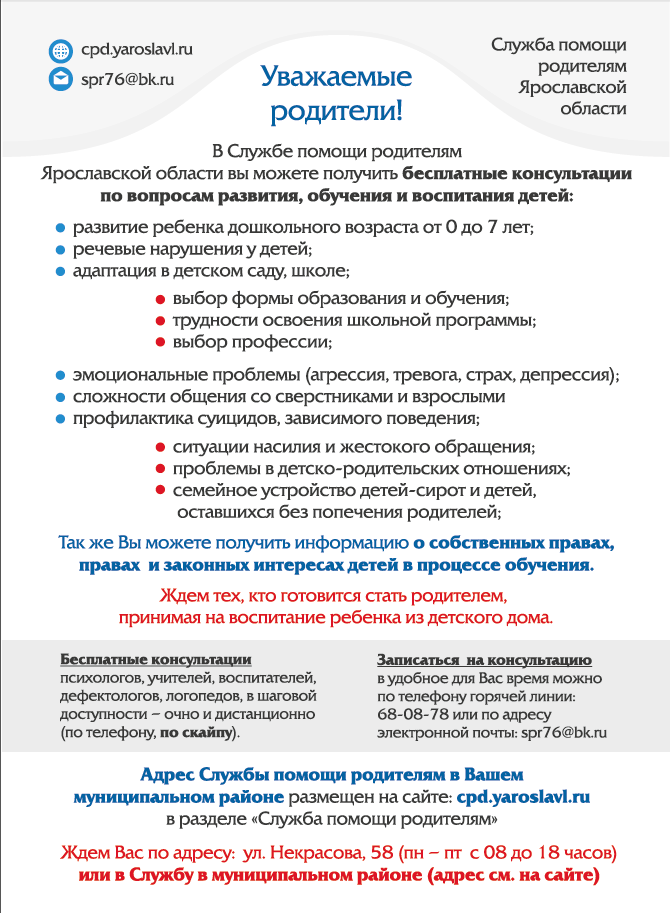 cpd.yaroslavl.ru
spr76@bk.ru
Служба помощи
родителям
Ярославской
области
Уважаемые
родители!
В Службе помощи родителям
Ярославской области вы можете получить бесплатные консультации
по вопросам развития, обучения и воспитания детей:
• развитие ребенка дошкольного возраста от 0 до 7 лет;
• речевые нарушения у детей;
• адаптация в детском саду, школе;
• выбор формы образования и обучения;
• трудности освоения школьной программы;
• выбор профессии;
• эмоциональные проблемы (агрессия, тревога, страх, депрессия);
• сложности общения со сверстниками и взрослыми
• профилактика суицидов, зависимого поведения;
• ситуации насилия и жестокого обращения;
• проблемы в детско-родительских отношениях;
• семейное устройство детей-сирот и детей,
оставшихся без попечения родителей;
Так же Вы можете получить информацию о собственных правах,
правах и законных интересах детей в процессе обучения.
Ждем тех, кто готовится стать родителем,
принимая на воспитание ребенка из детского дома.
Бесплатные консультации
психологов, учителей, воспитателей,
дефектологов, логопедов, в шаговой
доступности – очно и дистанционно
(по телефону, по скайпу).
Записаться на консультацию
в удобное для Вас время можно
по телефону горячей линии:
68-08-78 или по адресу
электронной почты: spr76@bk.ru
Адрес Службы помощи родителям в Вашем
муниципальном районе размещен на сайте: cpd.yaroslavl.ru
в разделе «Служба помощи родителям»
Ждем Вас по адресу: ул. Некрасова, 58 (пн – пт с 08 до 18 часов)
или в Службу в муниципальном районе (адрес см. на сайте)